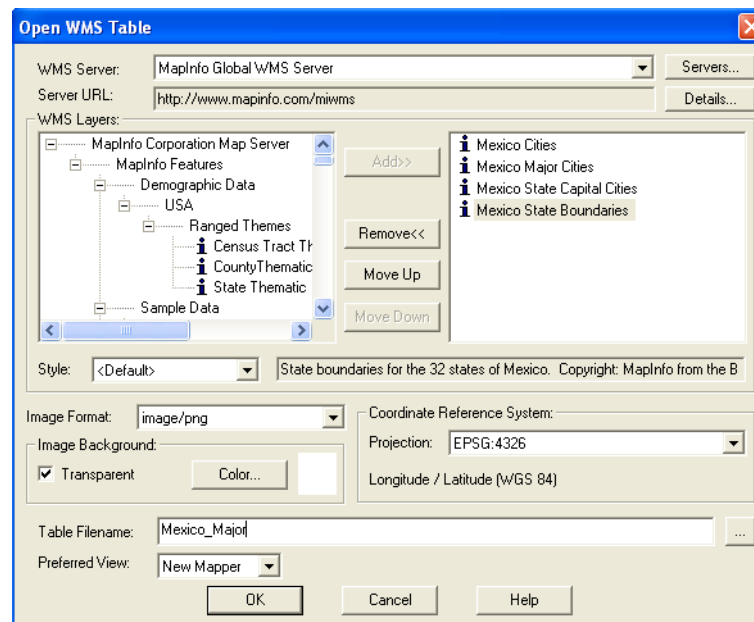 Open WMS Table
WMS Server: MapInfo Global WMS Server Servers...
Server URL: http://www.mapinfo.com/miwms Details...
WMS Layers:
MapInfo Corporation Map Server
MapInfo Features
Demographic Data
USA
Ranged Themes
Census Tract Th
CountyThematic
State Thematic
Sample Data
Add>>
Remove<<
Move Up
Move Down
Mexico Cities
Mexico Major Cities
Mexico State Capital Cities
Mexico State Boundaries
Style: <Default> State boundaries for the 32 states of Mexico. Copyright: MapInfo from the B
Image Format: image/png
Image Background:
Transparent Color...
Coordinate Reference System:
Projection: EPSG:4326
Longitude / Latitude (WGS 84)
Table Filename: Mexico_Major ...
Preferred View: New Mapper
OK Cancel Help